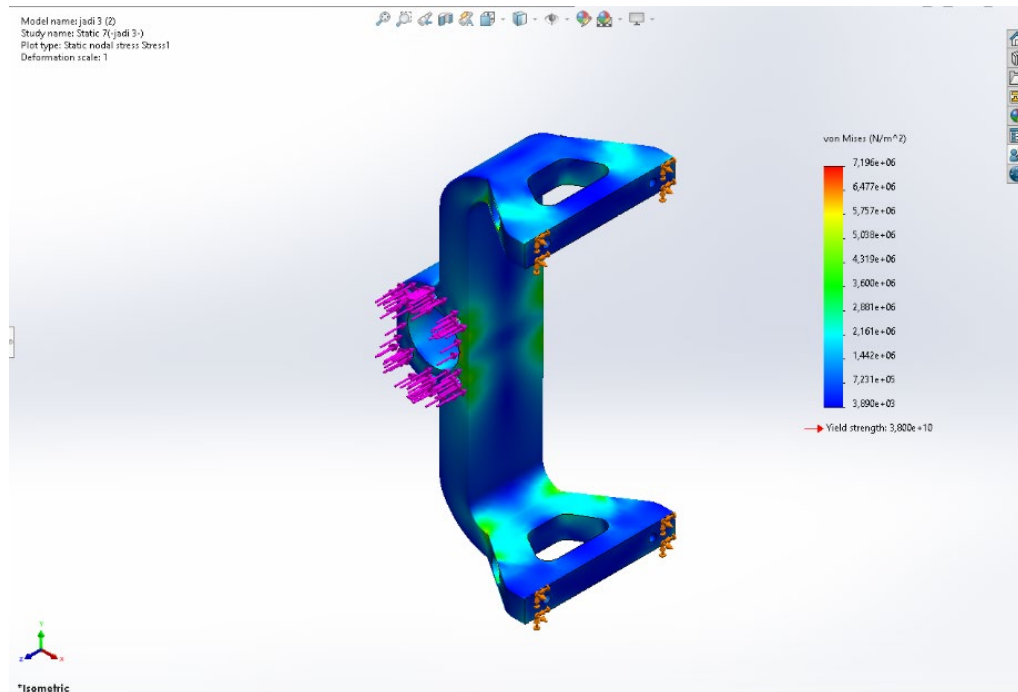 Model name: jadi 3 (2)
Study name: Static 7(-jadi 3-)
Plot type: Static nodal stress Stress1
Deformation scale: 1
von Mises (N/m^2)
7,196e+06
6,477e+06
5,757e+06
5,038e+06
4,319e+06
3,600e+06
2,881e+06
2,161e+06
1,442e+06
7,231e+05
3,890e+03
Yield strength: 3,800e+10
Y
Z
X
*Isometric